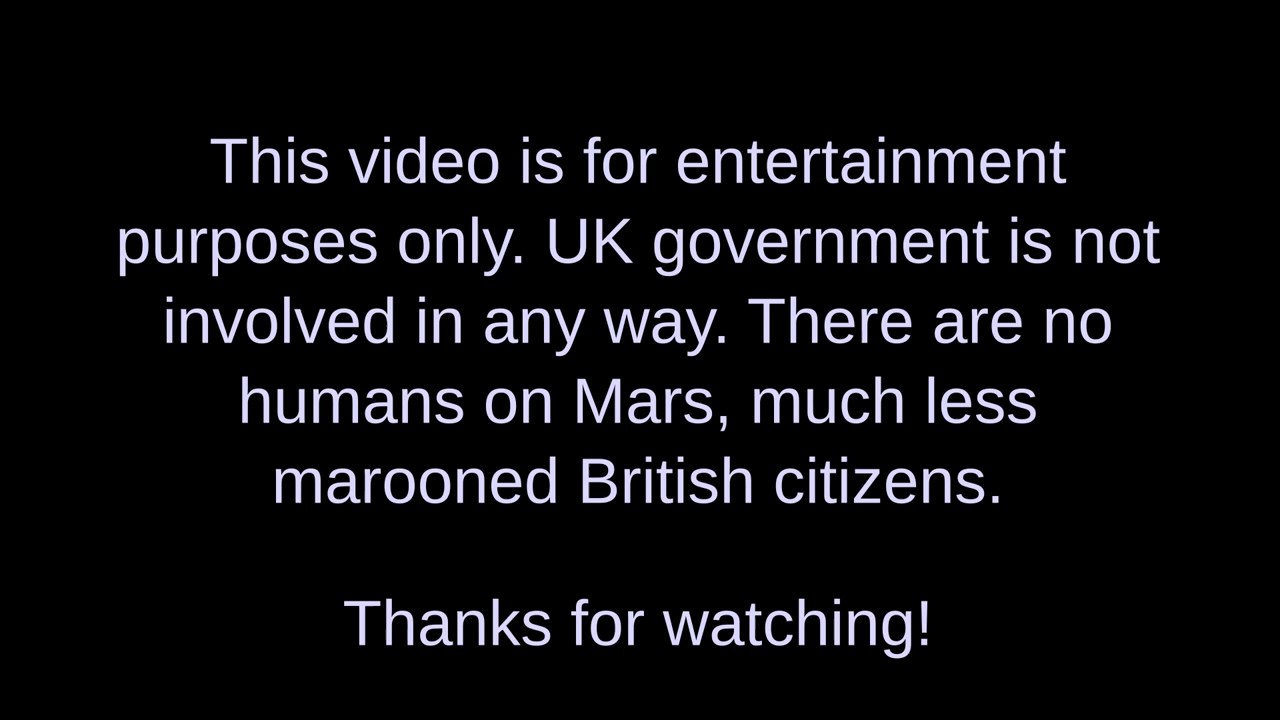 This video is for entertainment
purposes only. UK government is not
involved in any way. There are no
humans on Mars, much less
marooned British citizens.
Thanks for watching!